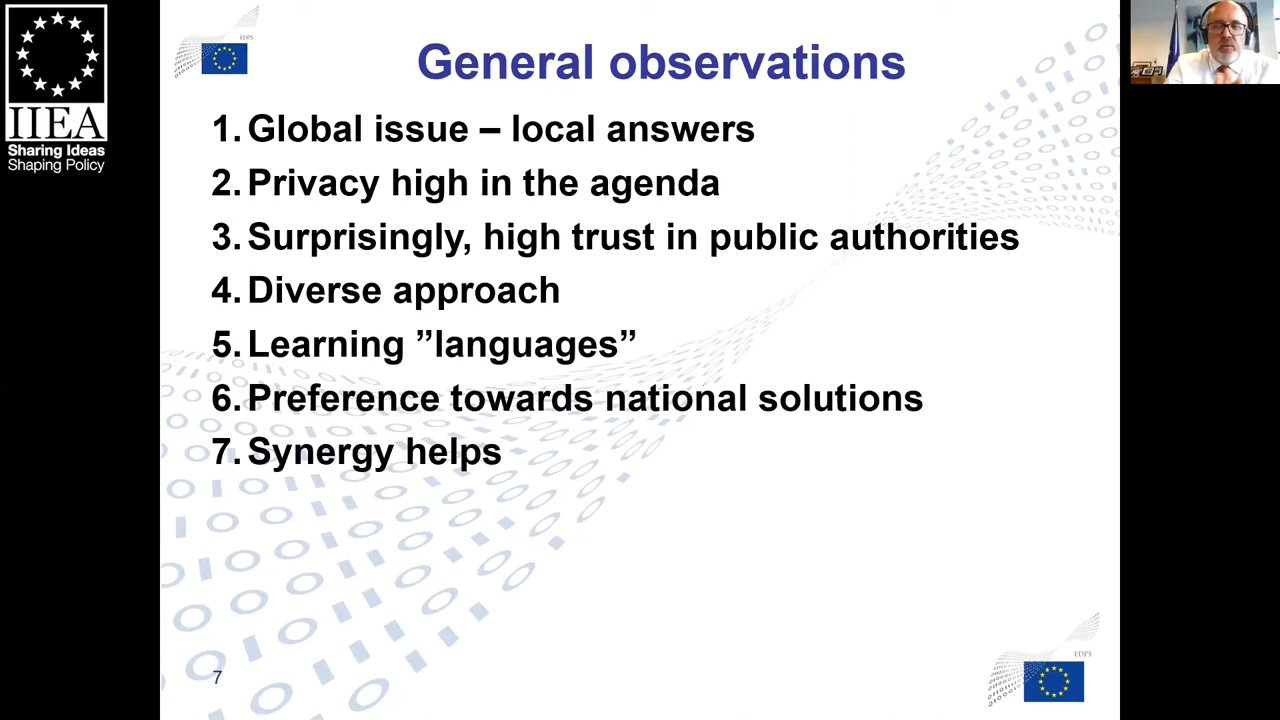 IIEA
Sharing Ideas
Shaping Policy
EDPS
General observations
1. Global issue – local answers
2. Privacy high in the agenda
3. Surprisingly, high trust in public authorities
4. Diverse approach
5. Learning ”languages”
6. Preference towards national solutions
7. Synergy helps
7
EDPS